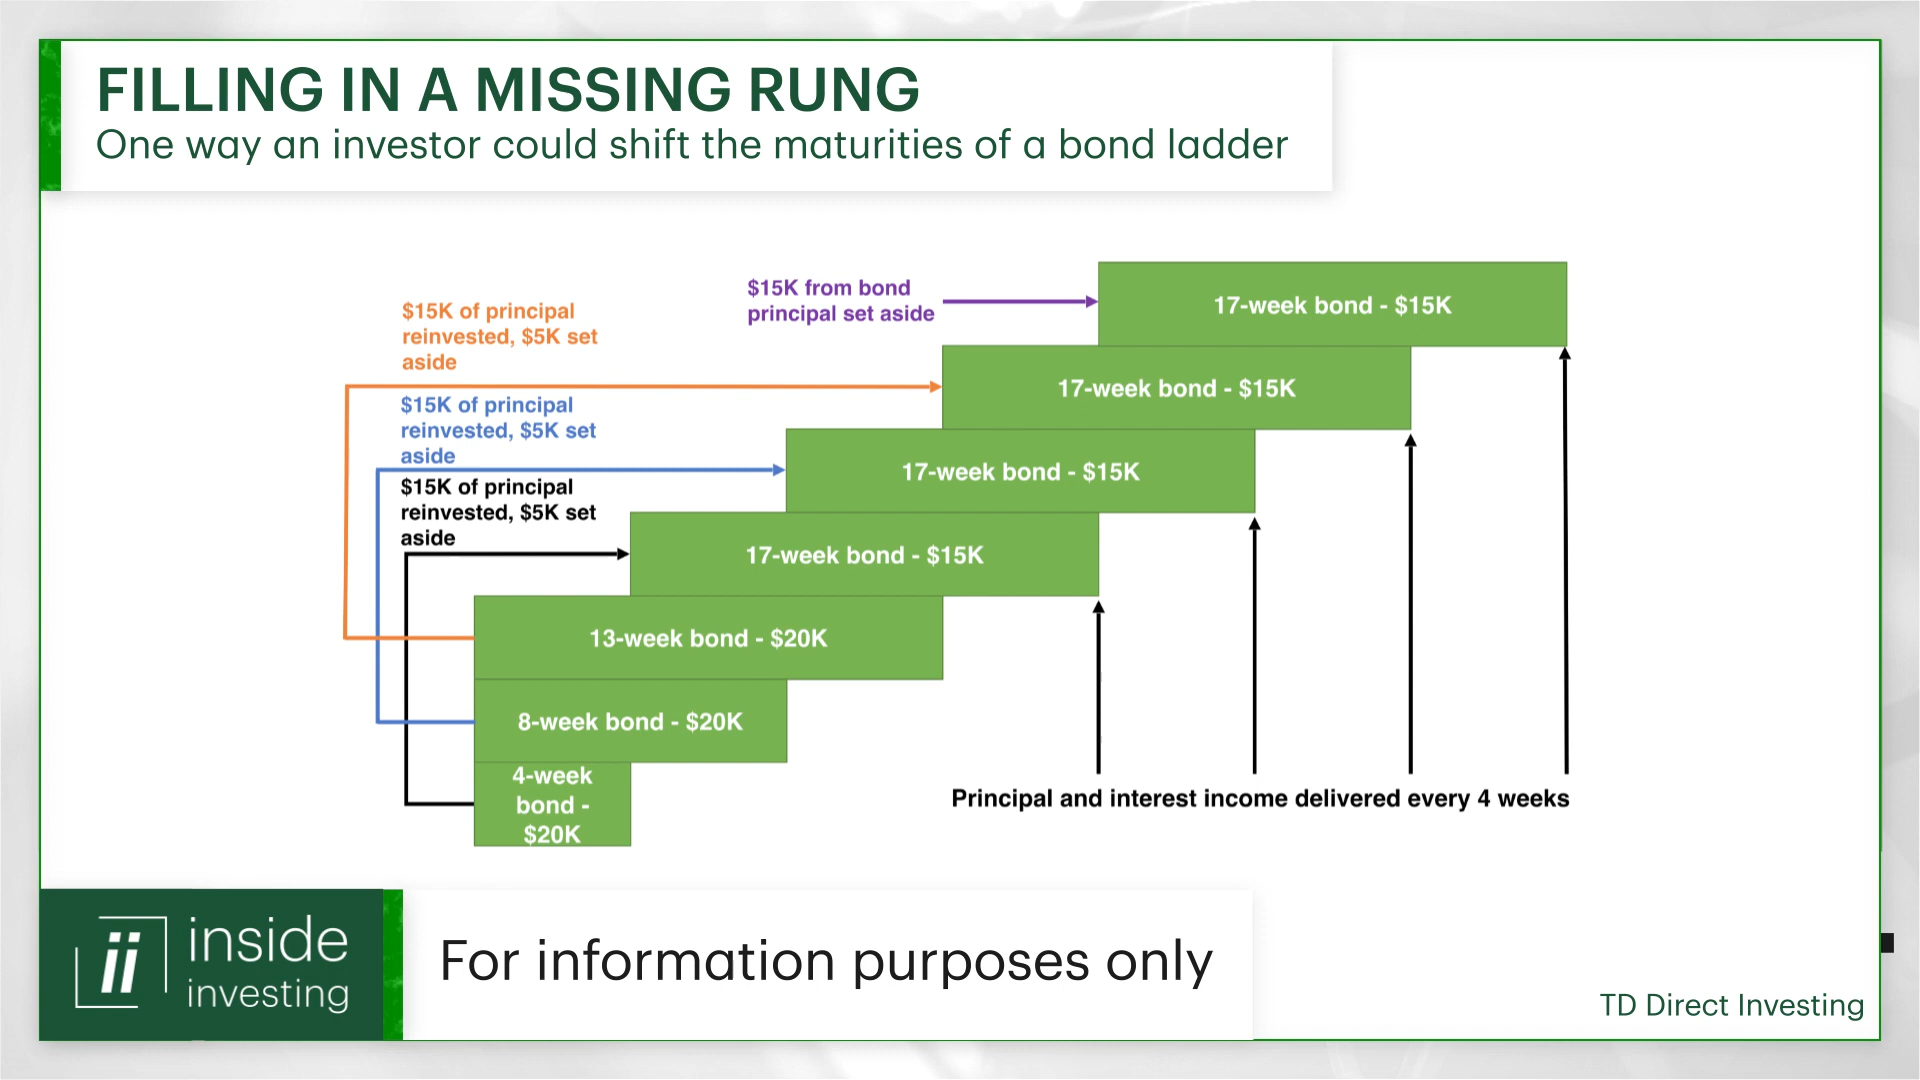 FILLING IN A MISSING RUNG
One way an investor could shift the maturities of a bond ladder
$15K from bond
principal set aside
17-week bond - $15K
$15K of principal
reinvested, $5K set
aside
17-week bond - $15K
$15K of principal
reinvested, $5K set
aside
17-week bond - $15K
$15K of principal
reinvested, $5K set
aside
17-week bond - $15K
13-week bond - $20K
8-week bond - $20K
4-week
bond -
$20K
Principal and interest income delivered every 4 weeks
ii
inside
investing
For information purposes only
TD Direct Investing